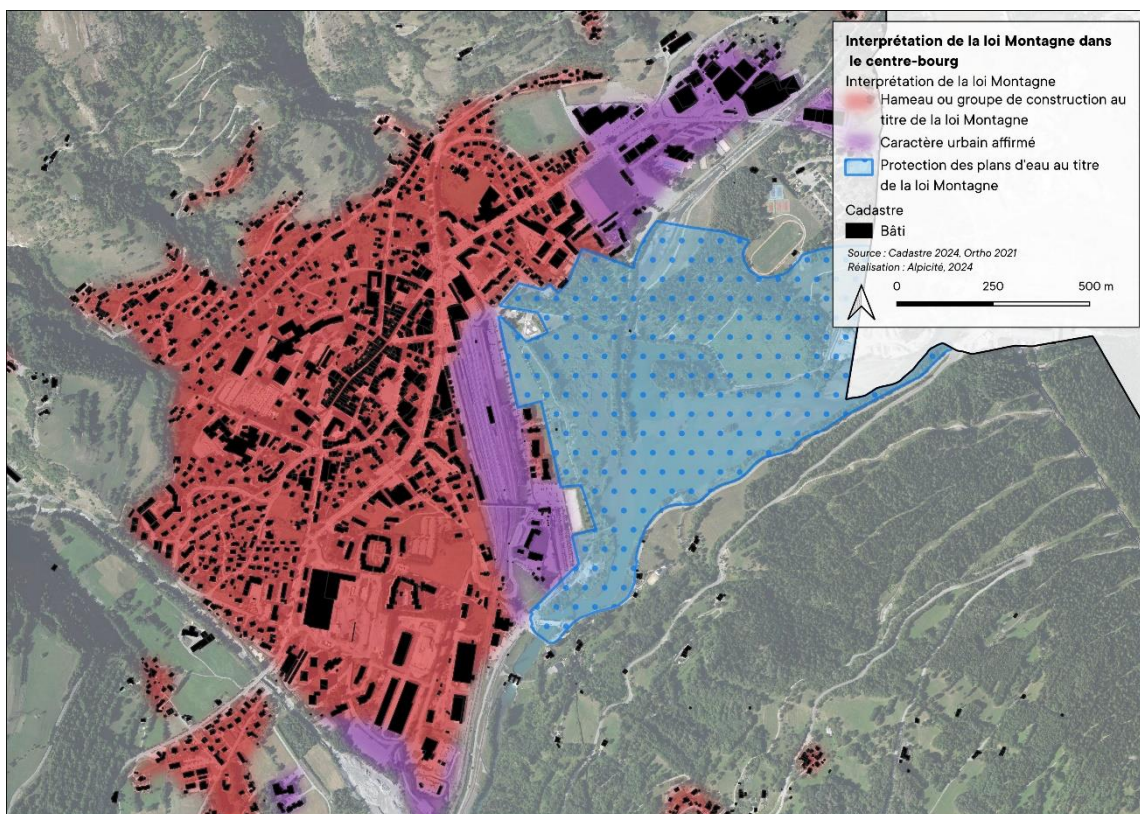 Interprétation de la loi Montagne dans
le centre-bourg
Interprétation de la loi Montagne
Hameau ou groupe de construction au
titre de la loi Montagne
Caractère urbain affirmé
Protection des plans d'eau au titre
de la loi Montagne
Cadastre
Bâti
Source : Cadastre 2024, Ortho 2021
Réalisation : Alpicité, 2024
0 250 500 m